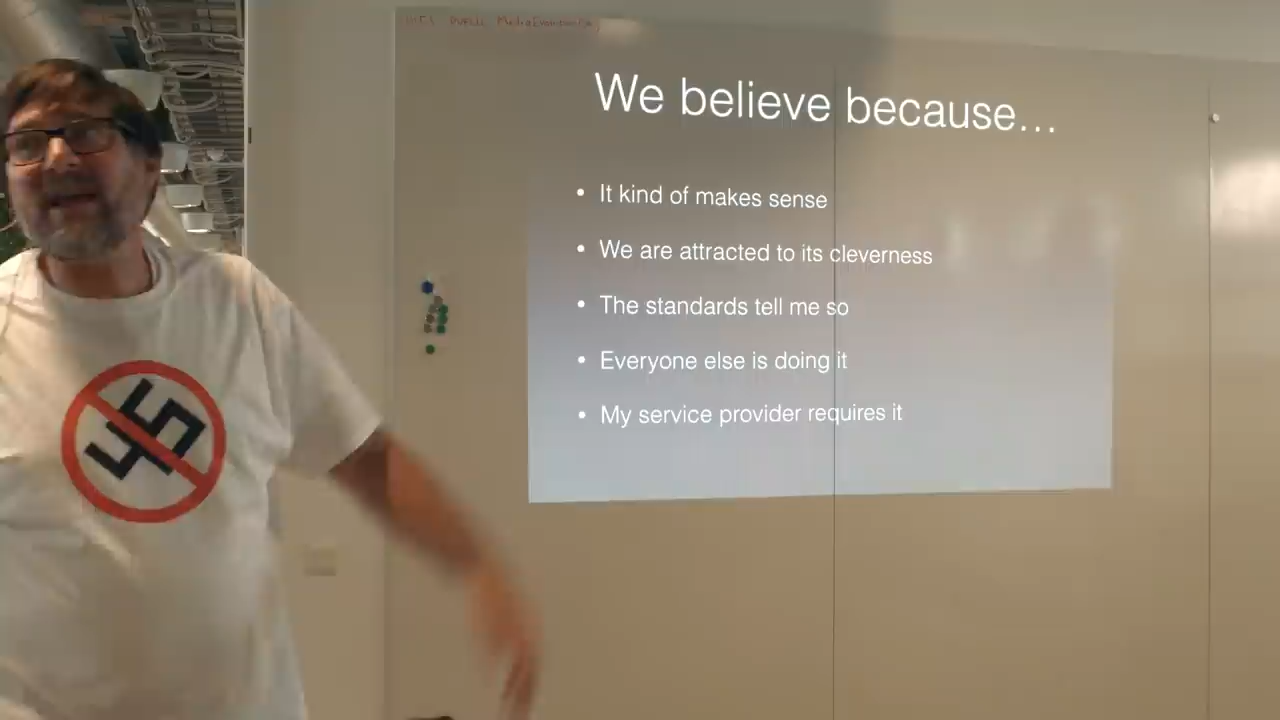 We believe because...
• It kind of makes sense
• We are attracted to its cleverness
• The standards tell me so
• Everyone else is doing it
• My service provider requires it
45